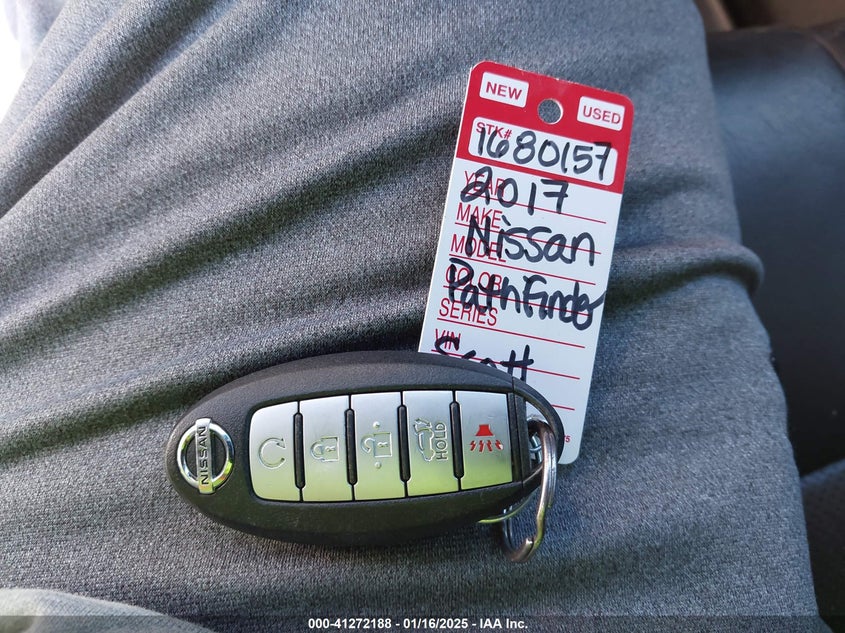 NEW USED
STK#
1680157
YEAR
2017
MAKE
Nissan
MODEL
COLOR
PathFinder
SERIES
VIN
Scott
NISSAN
HOLD
000-41272188 - 01/16/2025 - IAA Inc.